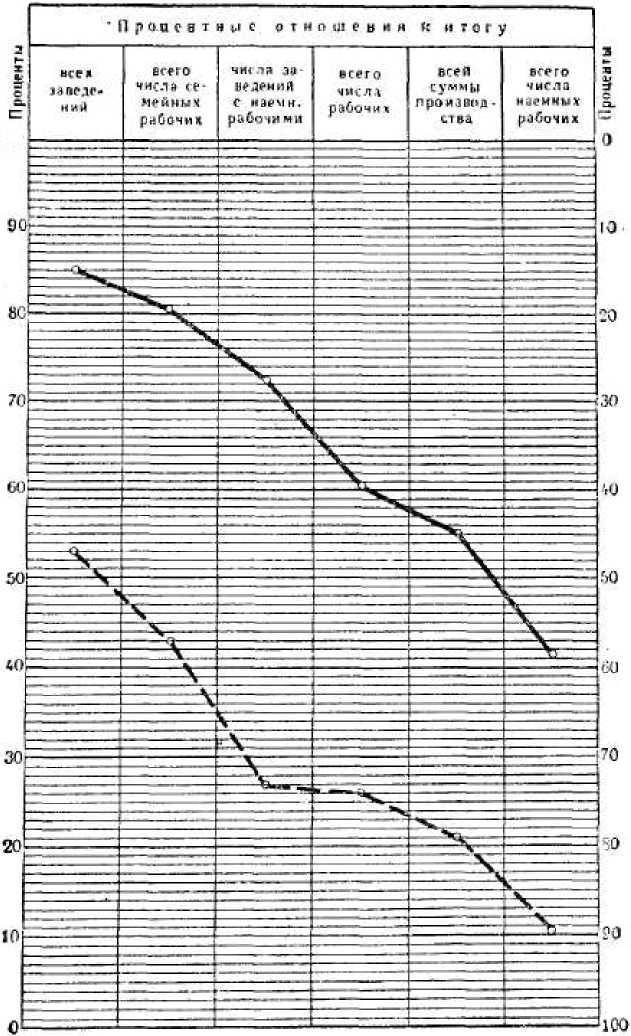 Процентные отношения к итогу
Проценты
всех
заведе-
ний
всего
числа се-
мейных
рабочих
числа за-
ведений
с наемн.
рабочими
всего
числа
рабочих
всей
суммы
производ-
ства
всего
числа
наемных
рабочих
Проценты
0
90
10
80
20
70
30
60
40
50
50
40
60
30
70
20
80
10
90
0
100